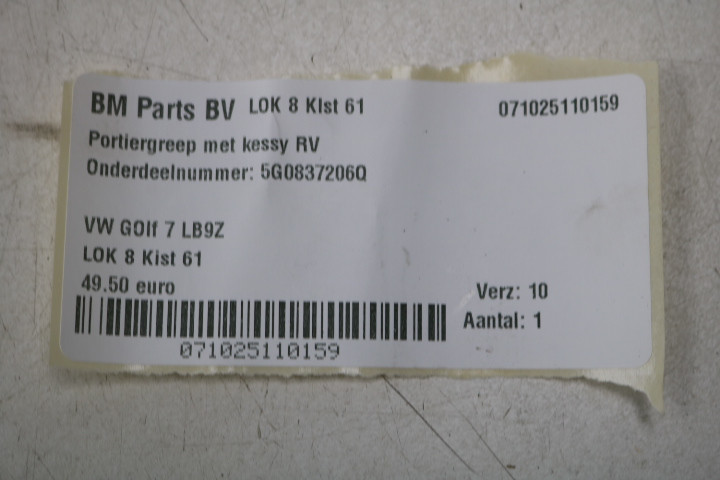 BM Parts BV LOK 8 KIst 61 071025110159
Portiergreep met kessy RV
Onderdeelnummer: 5G0837206Q
VW GOlf 7 LB9Z
LOK 8 Kist 61
49.50 euro
Verz: 10
Aantal: 1
071025110159